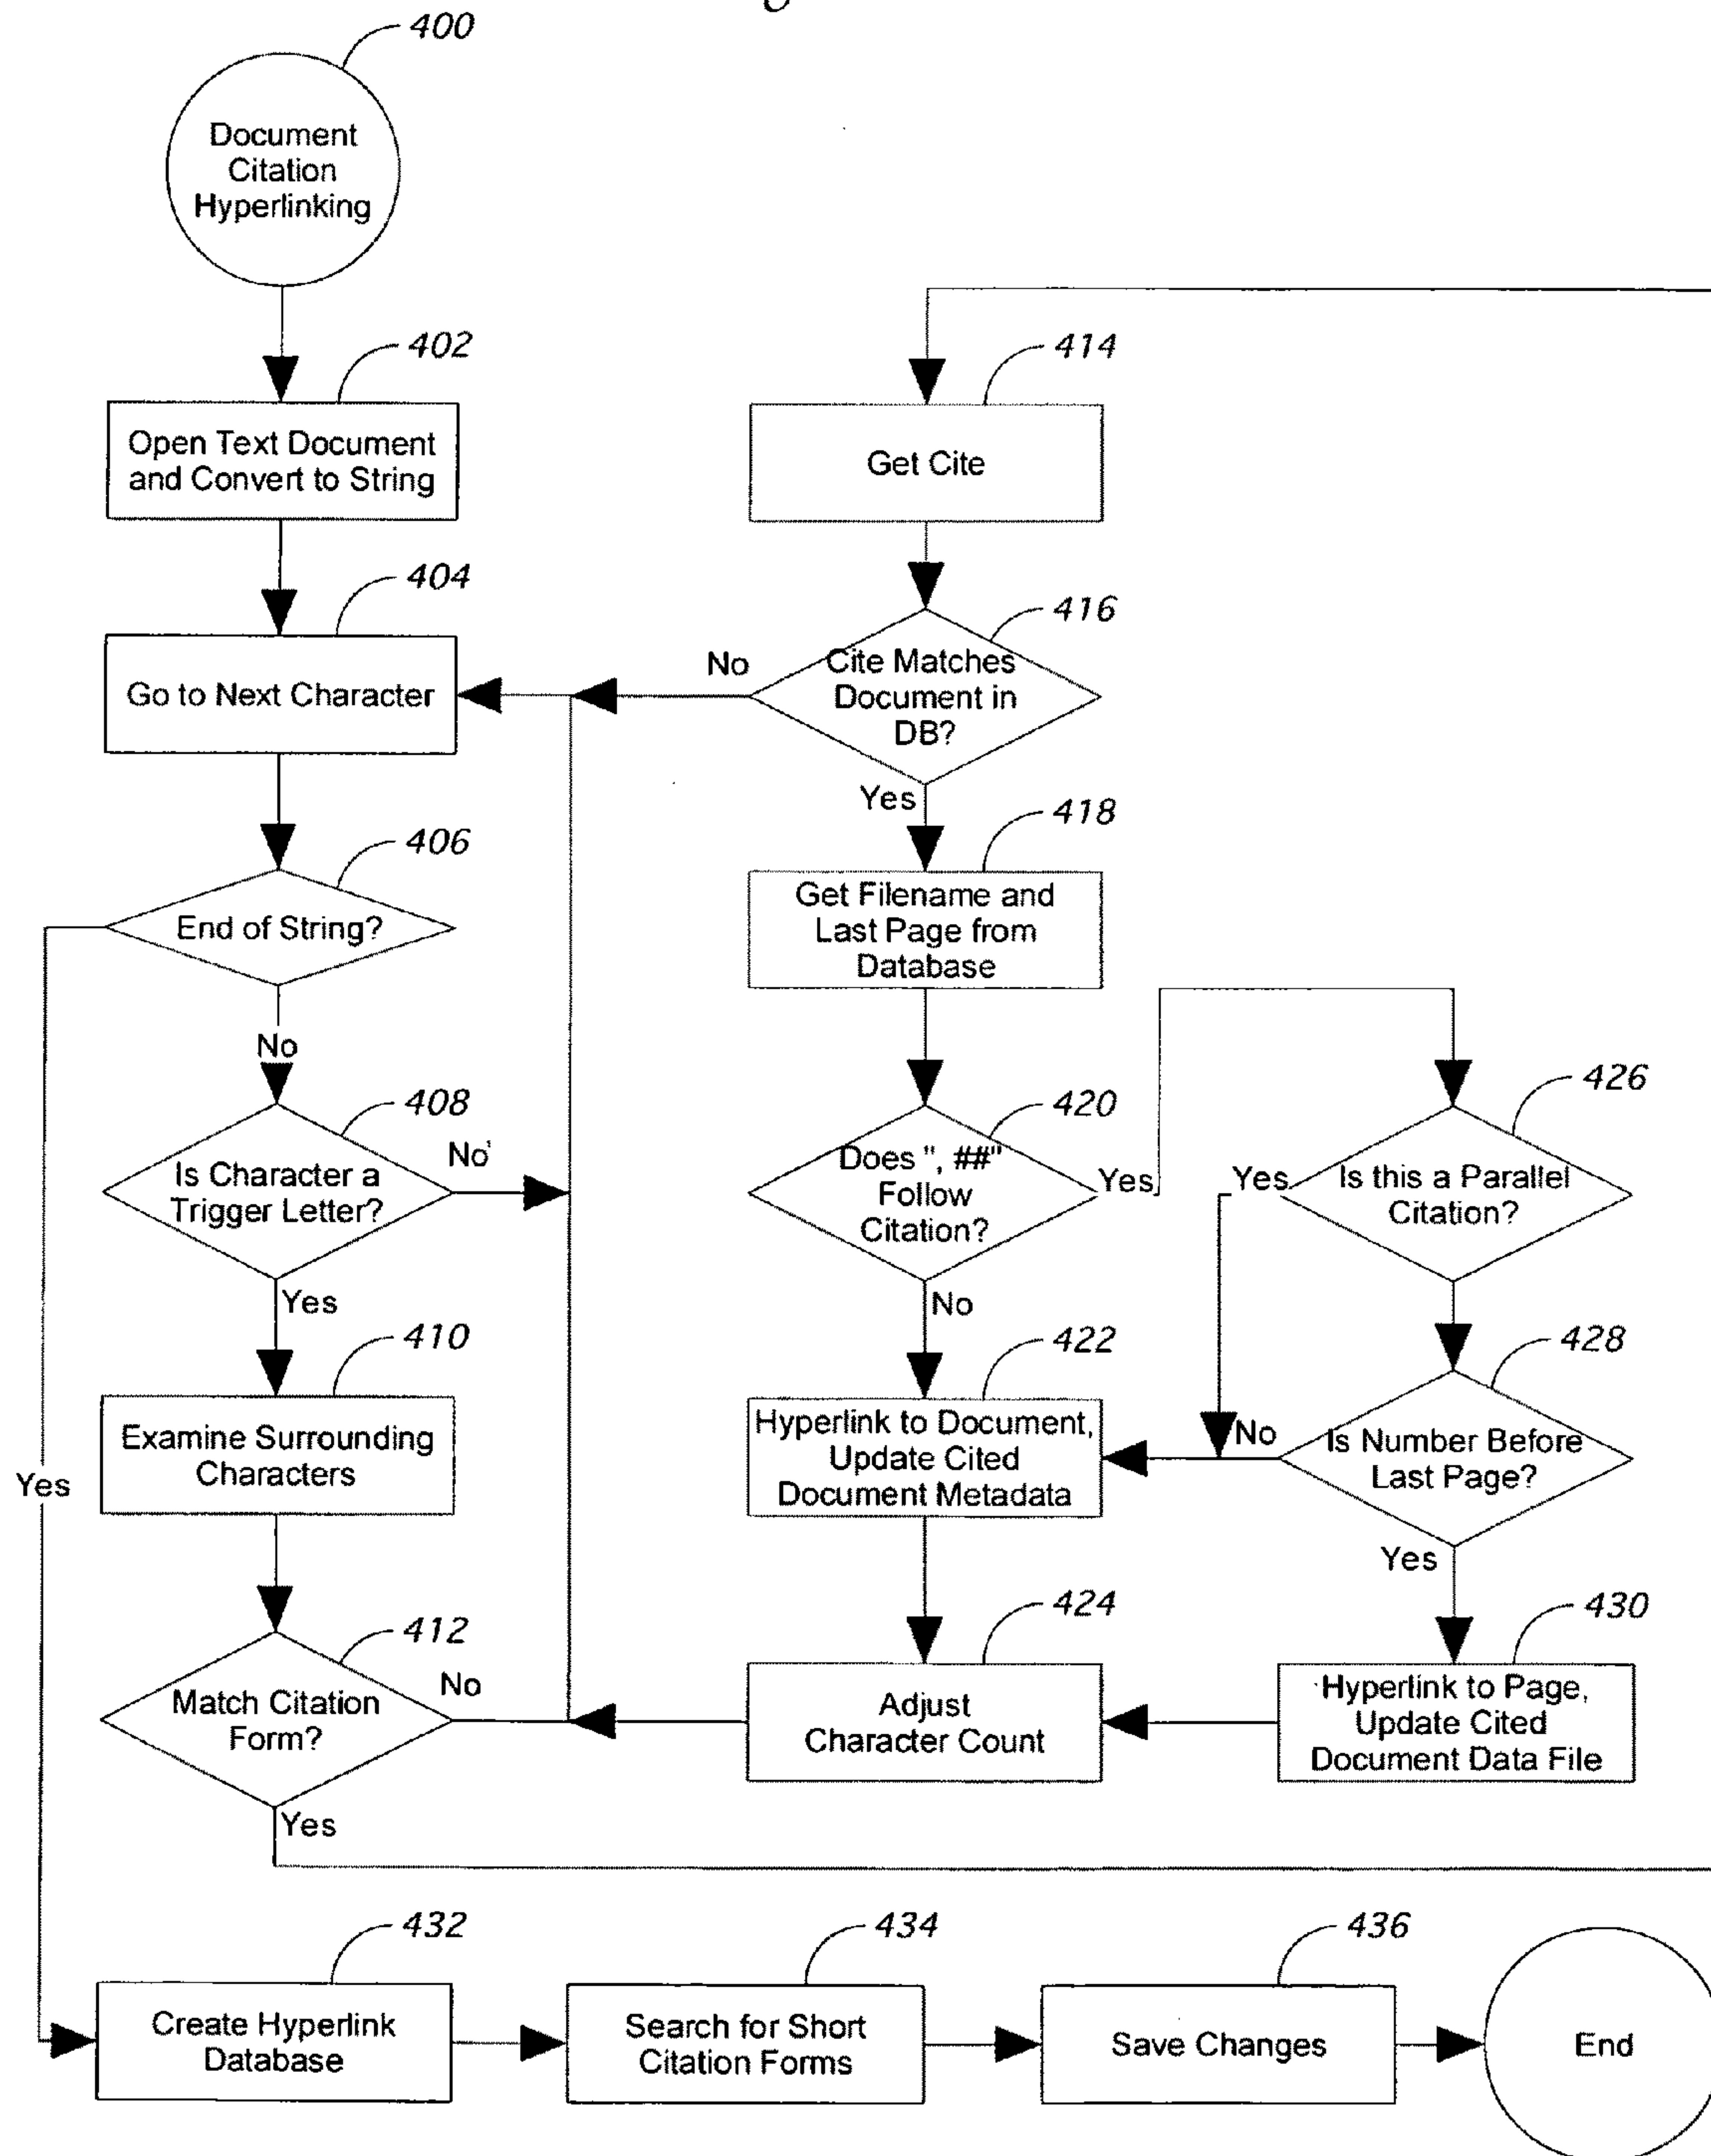 400
Document
Citation
Hyperlinking
402
Open Text Document
and Convert to String
404
Go to Next Character
406
End of String?
No
Yes
408
Is Character a
Trigger Letter?
No
Yes
410
Examine Surrounding
Characters
412
Match Citation
Form?
No
Yes
414
Get Cite
416
Cite Matches
Document in
DB?
No
Yes
418
Get Filename and
Last Page from
Database
420
Does ", ##"
Follow
Citation?
Yes
No
422
Hyperlink to Document,
Update Cited
Document Metadata
424
Adjust
Character Count
426
Is this a Parallel
Citation?
Yes
428
Is Number Before
Last Page?
No
Yes
430
Hyperlink to Page,
Update Cited
Document Data File
432
Create Hyperlink
Database
434
Search for Short
Citation Forms
436
Save Changes
End